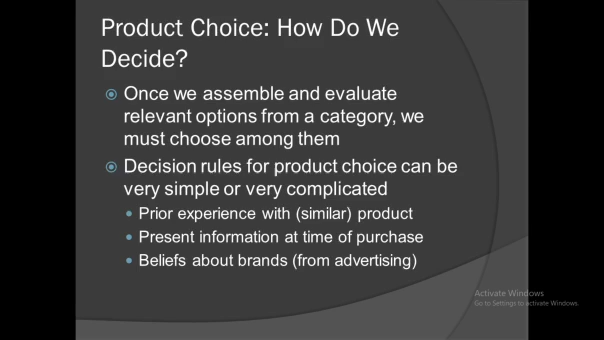 Product Choice: How Do We
Decide?
Once we assemble and evaluate
relevant options from a category, we
must choose among them
Decision rules for product choice can be
very simple or very complicated
Prior experience with (similar) product
Present information at time of purchase
Beliefs about brands (from advertising)
Activate Windows
Go to Settings to activate Windows.